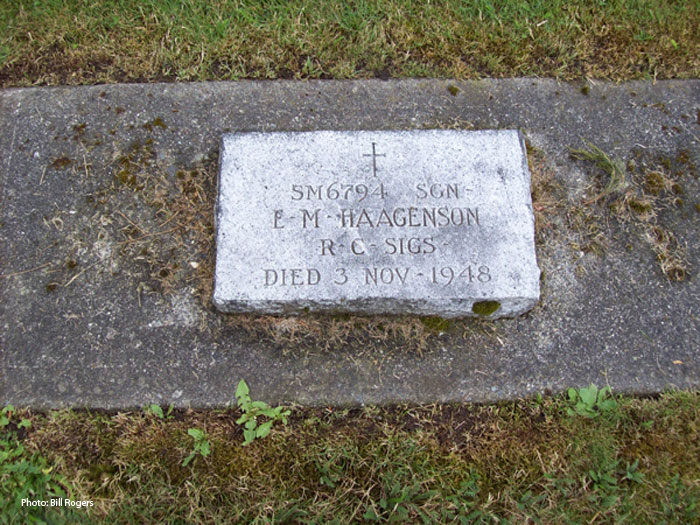 SM6794 SGN-
E-M-HAAGENSON
R-C-SIGS-
DIED 3 NOV-1948
Photo: Bill Rogers